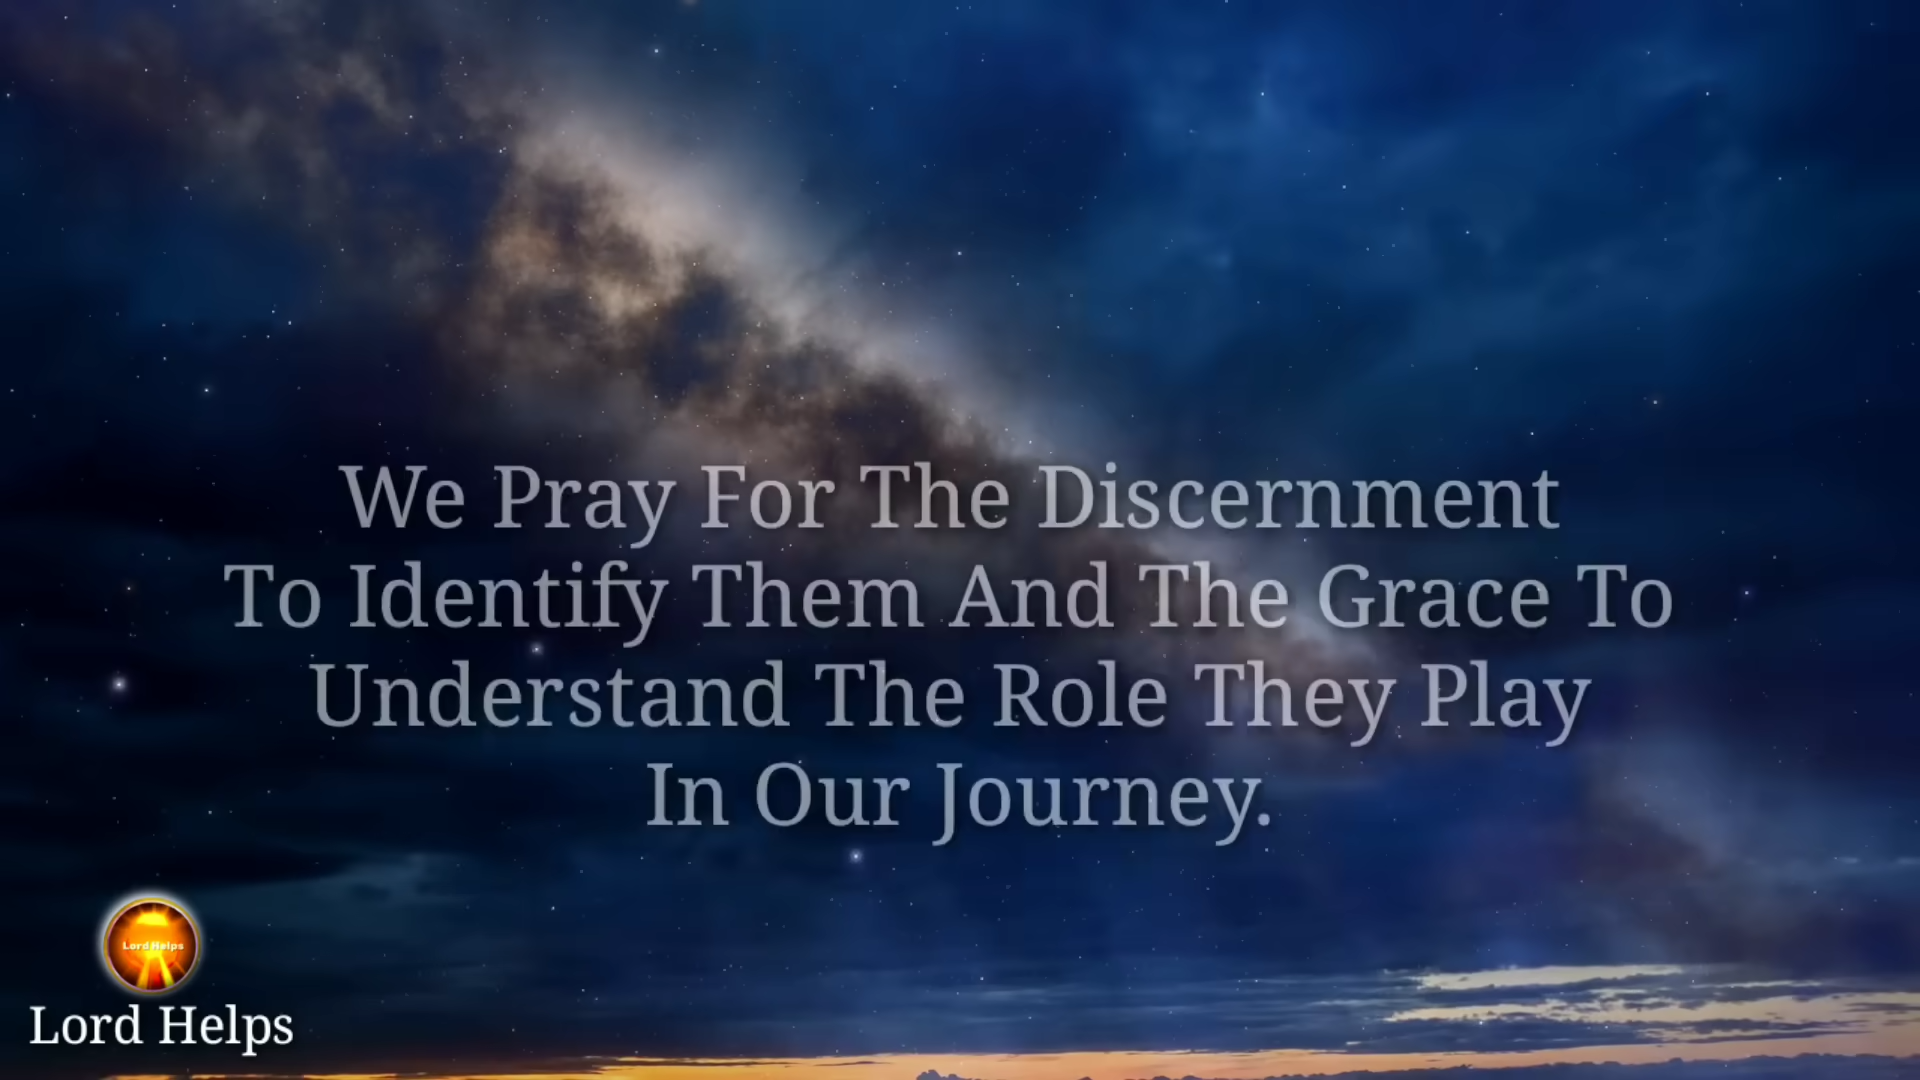 We Pray For The Discernment
To Identify Them And The Grace To
Understand The Role They Play
In Our Journey.
Lord Helps
Lord Helps